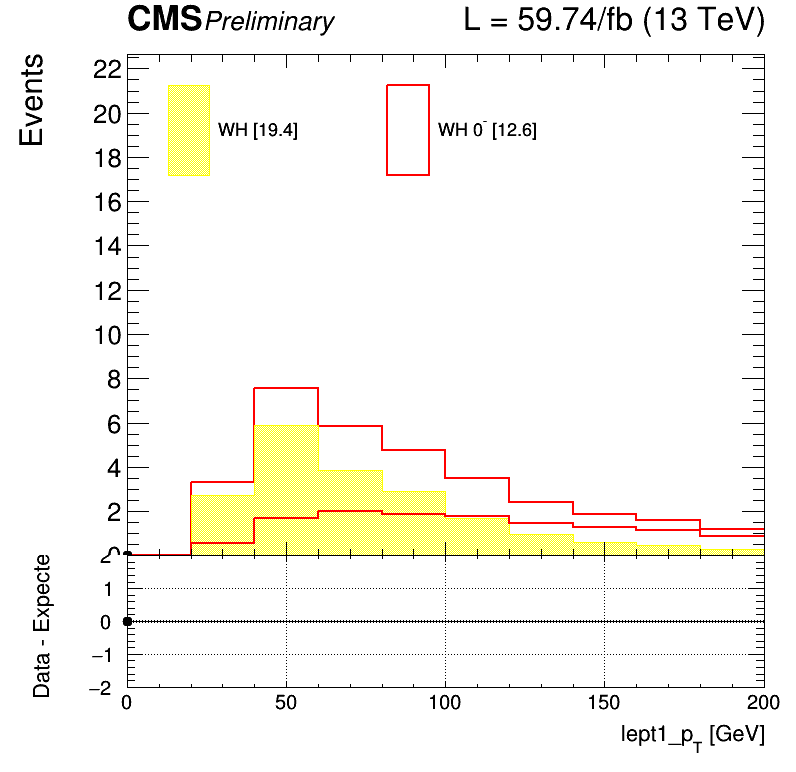 CMS Preliminary L = 59.74/fb (13 TeV)
Events
22
20
18
16
14
12
10
8
6
4
2
0
WH [19.4]
WH 0⁻ [12.6]
Data - Expecte
2
1
0
−1
−2
0 50 100 150 200
lept1_p_T [GeV]